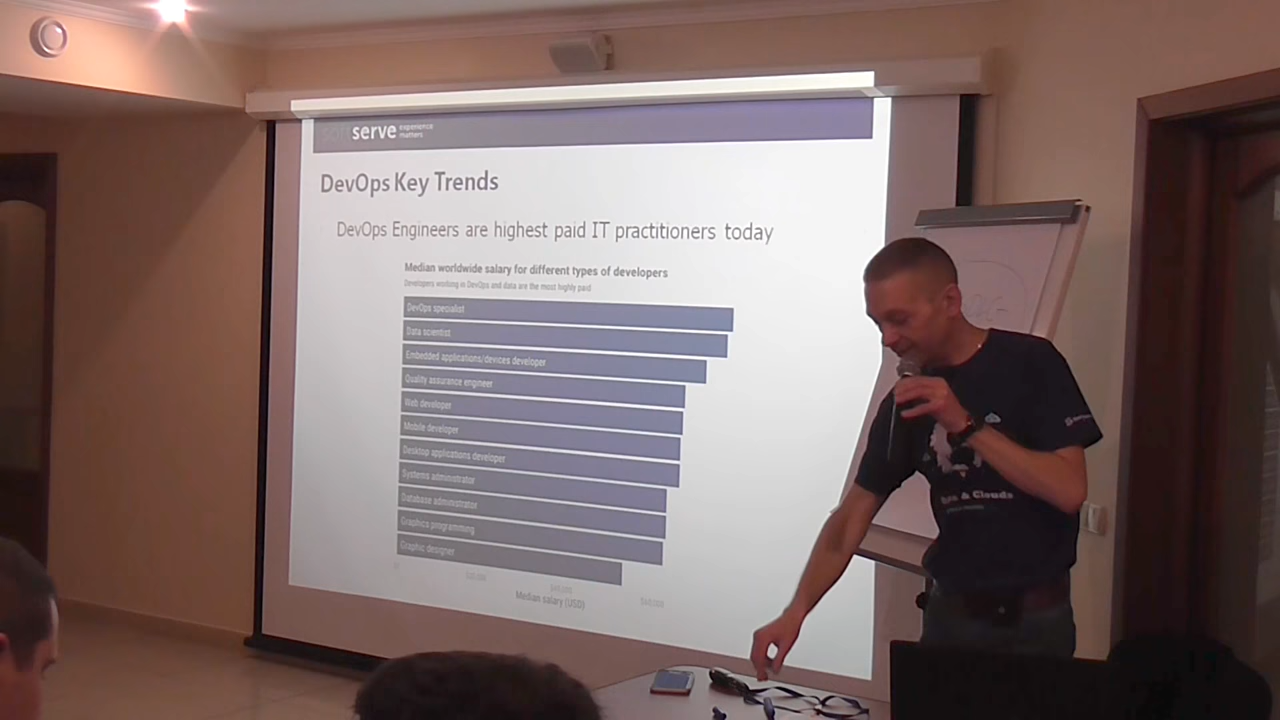 softserve experience
matters
DevOps Key Trends
DevOps Engineers are highest paid IT practitioners today
Median worldwide salary for different types of developers
Developers working in DevOps and data are the most highly paid
DevOps specialist
Data scientist
Embedded applications/devices developer
Quality assurance engineer
Web developer
Mobile developer
Desktop applications developer
Systems administrator
Database administrator
Graphics programming
Graphic designer
Median salary (USD)
& Clouds